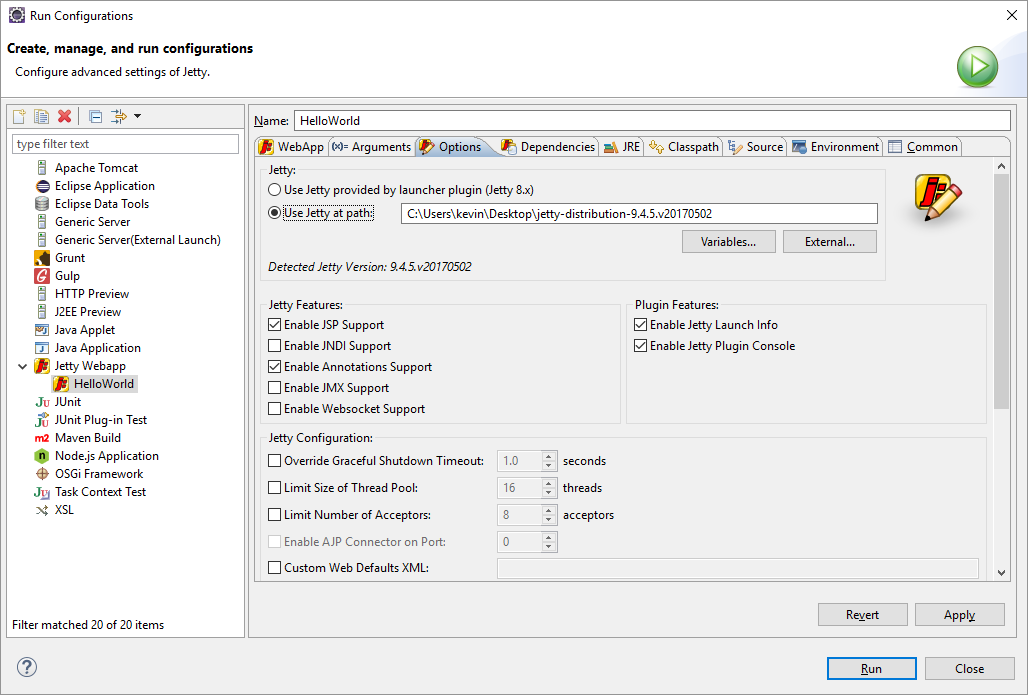 Run Configurations
Create, manage, and run configurations
Configure advanced settings of Jetty.
type filter text
Apache Tomcat
Eclipse Application
Eclipse Data Tools
Generic Server
Generic Server(External Launch)
Grunt
Gulp
HTTP Preview
J2EE Preview
Java Applet
Java Application
Jetty Webapp
HelloWorld
JUnit
JUnit Plug-in Test
Maven Build
Node.js Application
OSGi Framework
Task Context Test
XSL
Filter matched 20 of 20 items
Name: HelloWorld
WebApp (x)= Arguments Options Dependencies JRE Classpath Source Environment Common
Jetty:
Use Jetty provided by launcher plugin (Jetty 8.x)
Use Jetty at path: C:\Users\kevin\Desktop\jetty-distribution-9.4.5.v20170502
Variables... External...
Detected Jetty Version: 9.4.5.v20170502
Jetty Features:
Enable JSP Support
Enable JNDI Support
Enable Annotations Support
Enable JMX Support
Enable Websocket Support
Plugin Features:
Enable Jetty Launch Info
Enable Jetty Plugin Console
Jetty Configuration:
Override Graceful Shutdown Timeout: 1.0 seconds
Limit Size of Thread Pool: 16 threads
Limit Number of Acceptors: 8 acceptors
Enable AJP Connector on Port: 0
Custom Web Defaults XML:
Revert Apply
Run Close